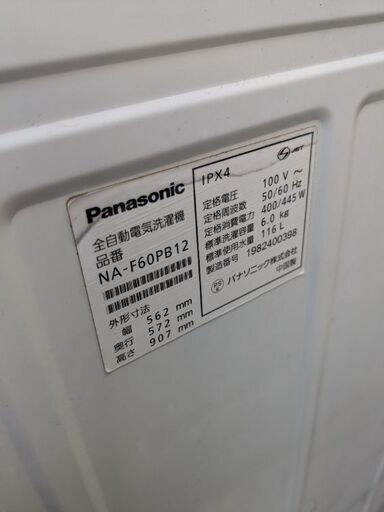 Panasonic
全自動電気洗濯機
品番
NA-F60PB12
外形寸法
幅 562 mm
奥行 572 mm
高さ 907 mm
IPX4
JET
定格電圧 100 V ～
定格周波数 50/60 Hz
定格消費電力 400/445 W
標準洗濯容量 6.0 kg
標準使用水量 116 L
製造番号 1982400398
PS E
パナソニック株式会社
中国製